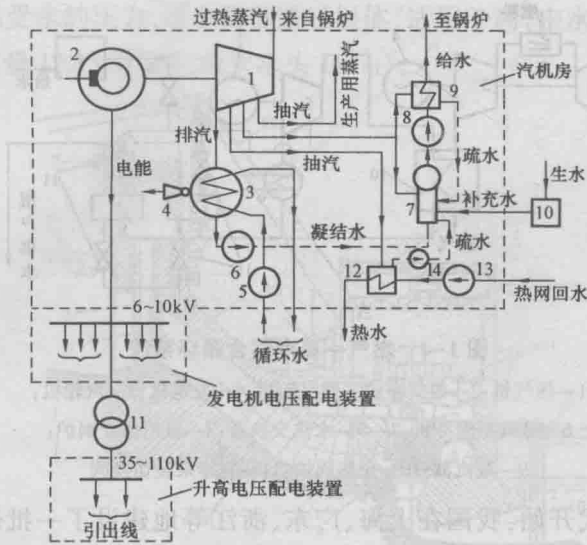 过热蒸汽 来自锅炉
至锅炉
给水
汽机房
2
1
9
8
生产用蒸汽
抽汽
排汽
抽汽
疏水
生水
电能
4
3
7
补充水
10
凝结水
疏水
6
5
12
14
13
热网回水
6~10kV
热水
循环水
发电机电压配电装置
11
35~110kV
升高电压配电装置
引出线